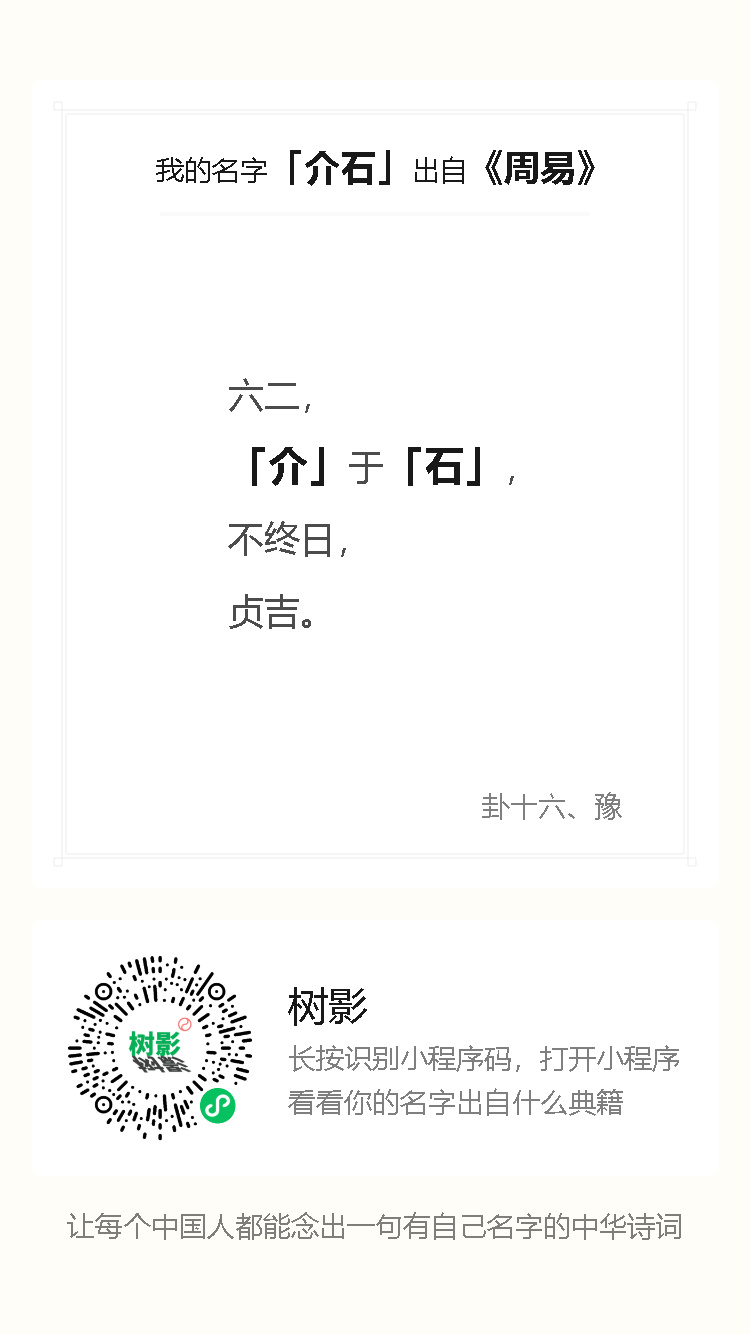 我的名字「介石」出自《周易》
六二，
「介」于「石」，
不终日，
贞吉。
卦十六、豫
树影
树影
长按识别小程序码，打开小程序
看看你的名字出自什么典籍
让每个中国人都能念出一句有自己名字的中华诗词